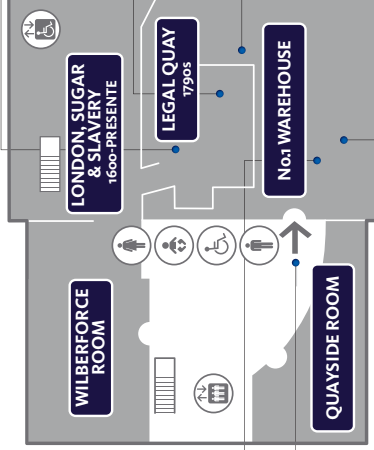 LONDON, SUGAR
& SLAVERY
1600-PRESENTE
LEGAL QUAY
1790s
No.1 WAREHOUSE
WILBERFORCE
ROOM
QUAYSIDE ROOM